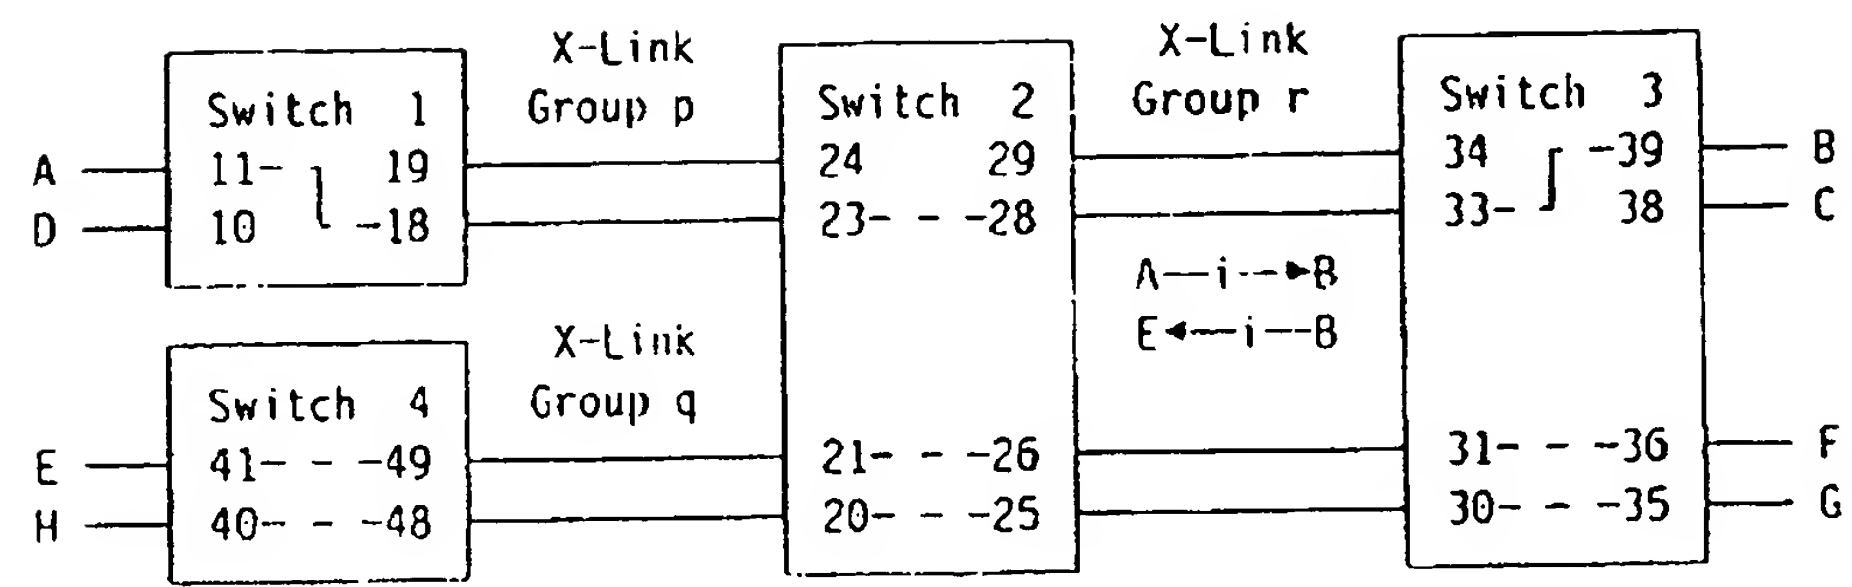 X-Link
Group p
X-Link
Group r
Switch 1
Switch 2
Switch 3
A 11- 19 24 29 34 -39 B
D 10 -18 23- - -28 33- 38 C
A—i--►B
E◄—i—B
X-Link
Group q
Switch 4
E 41- - -49 21- - -26 31- - -36 F
H 40- - -48 20- - -25 30- - -35 G